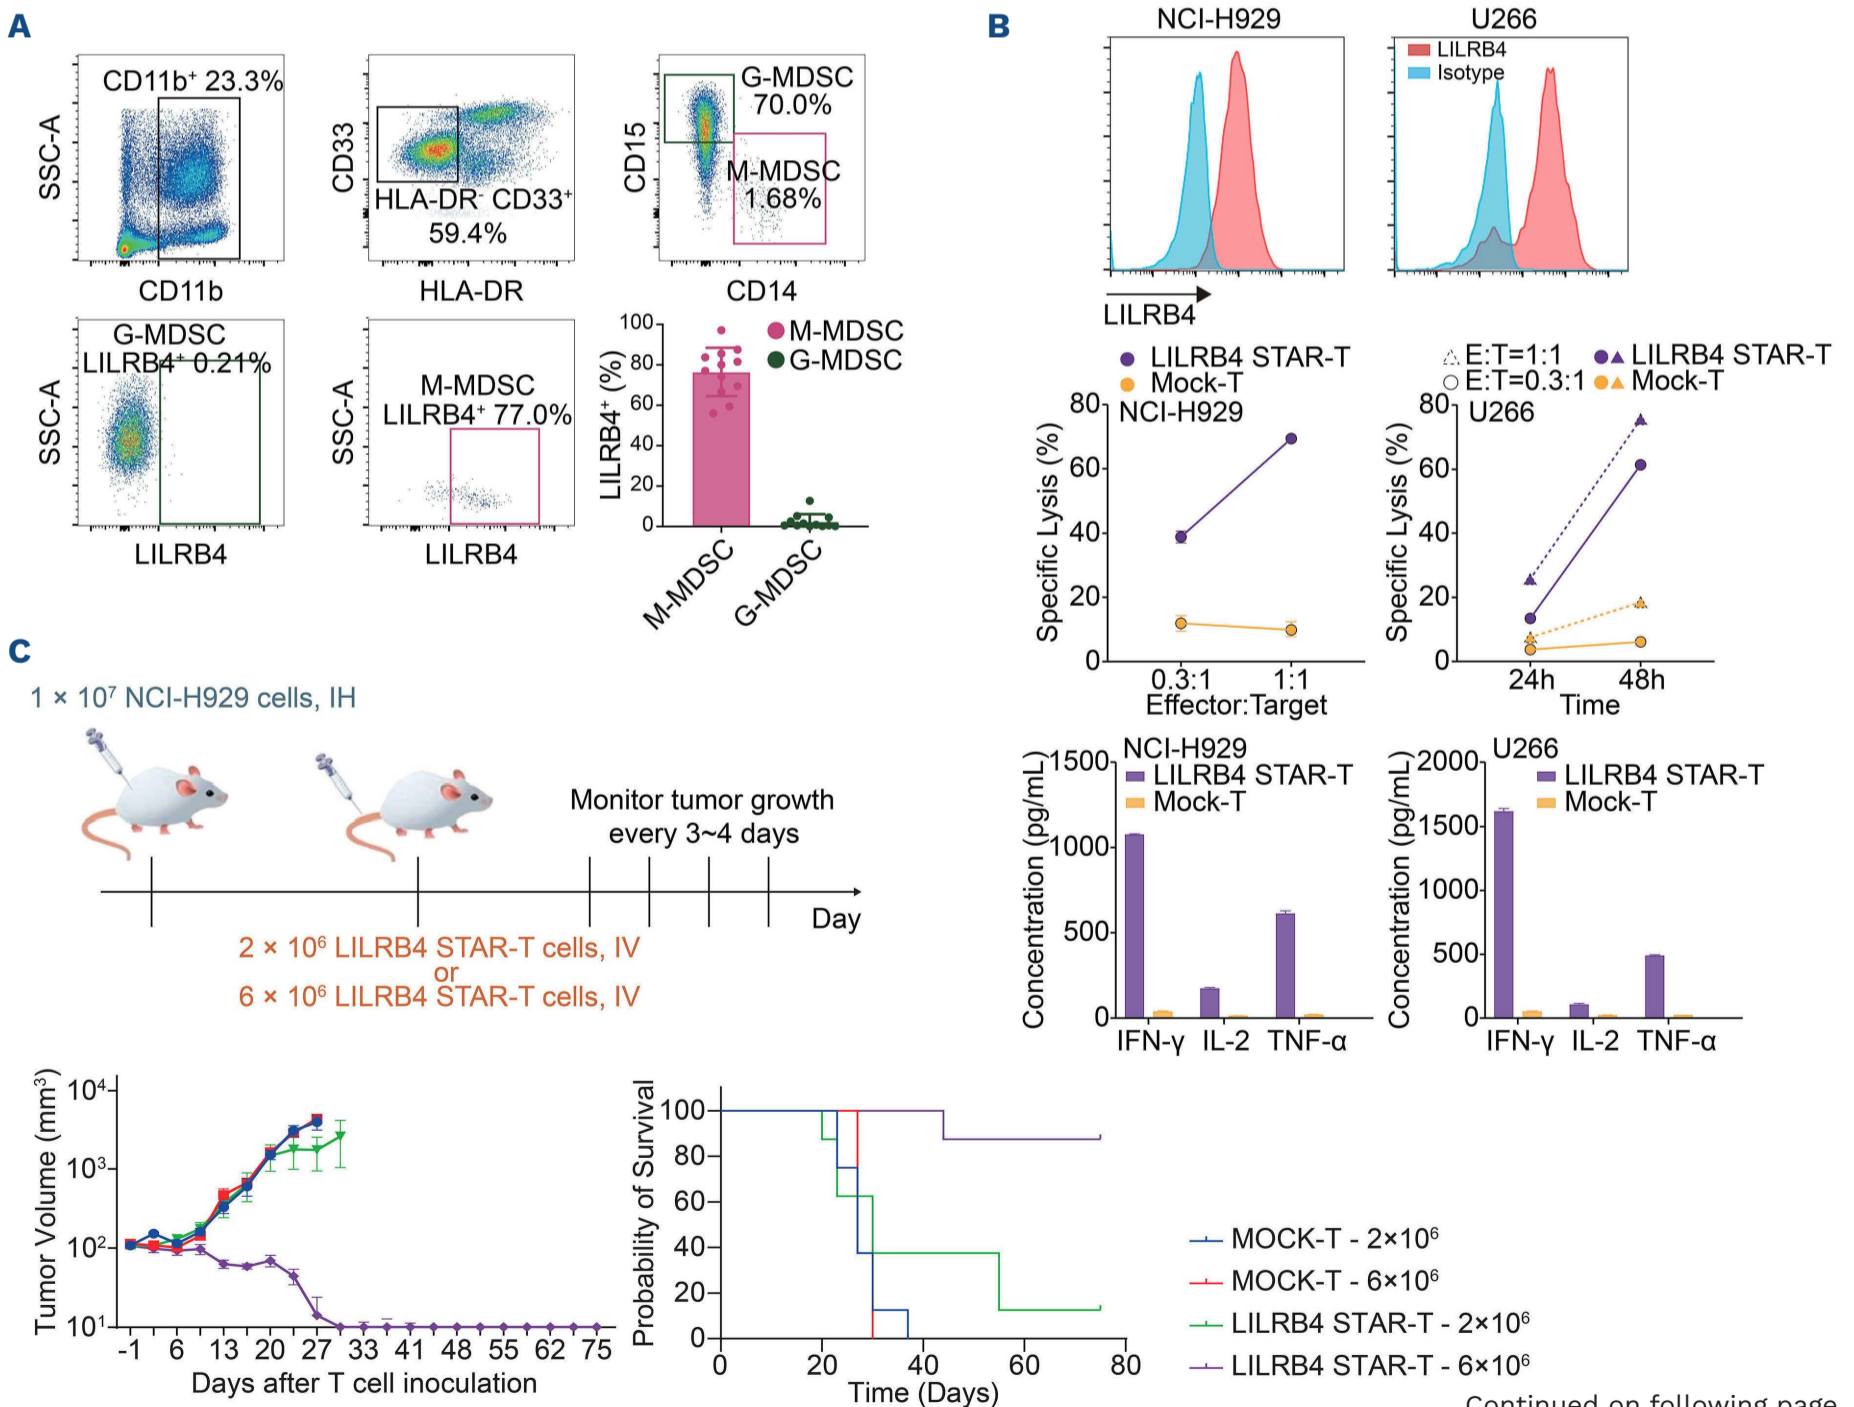 A
CD11b⁺ 23.3%
SSC-A
CD11b
CD33
HLA-DR⁻ CD33⁺
59.4%
HLA-DR
G-MDSC
70.0%
M-MDSC
1.68%
CD15
CD14
G-MDSC
LILRB4⁺ 0.21%
SSC-A
LILRB4
M-MDSC
LILRB4⁺ 77.0%
SSC-A
LILRB4
LILRB4⁺ (%)
100
80
60
40
20
0
M-MDSC
G-MDSC
M-MDSC
G-MDSC
B
NCI-H929
U266
LILRB4
Isotype
LILRB4
LILRB4 STAR-T
Mock-T
NCI-H929
Specific Lysis (%)
80
60
40
20
0
0.3:1 1:1
Effector:Target
E:T=1:1 LILRB4 STAR-T
E:T=0.3:1 Mock-T
U266
Specific Lysis (%)
80
60
40
20
0
24h 48h
Time
NCI-H929
LILRB4 STAR-T
Mock-T
Concentration (pg/mL)
1500
1000
500
0
IFN-γ IL-2 TNF-α
U266
LILRB4 STAR-T
Mock-T
Concentration (pg/mL)
2000
1500
1000
500
0
IFN-γ IL-2 TNF-α
C
1 × 10⁷ NCI-H929 cells, IH
Monitor tumor growth
every 3~4 days
Day
2 × 10⁶ LILRB4 STAR-T cells, IV
or
6 × 10⁶ LILRB4 STAR-T cells, IV
Tumor Volume (mm³)
10⁴
10³
10²
10¹
-1 6 13 20 27 33 41 48 55 62 75
Days after T cell inoculation
Probability of Survival
100
80
60
40
20
0
0 20 40 60 80
Time (Days)
MOCK-T - 2×10⁶
MOCK-T - 6×10⁶
LILRB4 STAR-T - 2×10⁶
LILRB4 STAR-T - 6×10⁶
Continued on following page